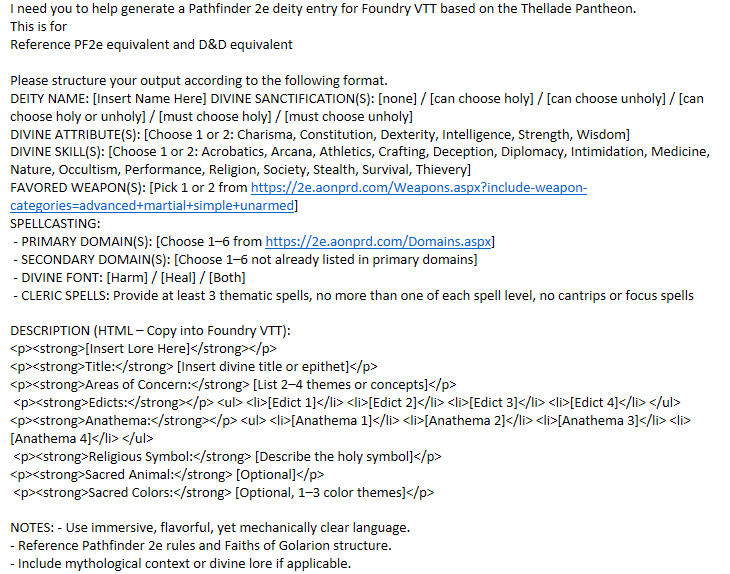 I need you to help generate a Pathfinder 2e deity entry for Foundry VTT based on the Thellade Pantheon.
This is for
Reference PF2e equivalent and D&D equivalent
Please structure your output according to the following format.
DEITY NAME: [Insert Name Here] DIVINE SANCTIFICATION(S): [none] / [can choose holy] / [can choose unholy] / [can
choose holy or unholy] / [must choose holy] / [must choose unholy]
DIVINE ATTRIBUTE(S): [Choose 1 or 2: Charisma, Constitution, Dexterity, Intelligence, Strength, Wisdom]
DIVINE SKILL(S): [Choose 1 or 2: Acrobatics, Arcana, Athletics, Crafting, Deception, Diplomacy, Intimidation, Medicine,
Nature, Occultism, Performance, Religion, Society, Stealth, Survival, Thievery]
FAVORED WEAPON(S): [Pick 1 or 2 from https://2e.aonprd.com/Weapons.aspx?include-weapon-
categories=advanced+martial+simple+unarmed]
SPELLCASTING:
- PRIMARY DOMAIN(S): [Choose 1–6 from https://2e.aonprd.com/Domains.aspx]
- SECONDARY DOMAIN(S): [Choose 1–6 not already listed in primary domains]
- DIVINE FONT: [Harm] / [Heal] / [Both]
- CLERIC SPELLS: Provide at least 3 thematic spells, no more than one of each spell level, no cantrips or focus spells
DESCRIPTION (HTML – Copy into Foundry VTT):
<p><strong>[Insert Lore Here]</strong></p>
<p><strong>Title:</strong> [Insert divine title or epithet]</p>
<p><strong>Areas of Concern:</strong> [List 2–4 themes or concepts]</p>
<p><strong>Edicts:</strong></p> <ul> <li>[Edict 1]</li> <li>[Edict 2]</li> <li>[Edict 3]</li> <li>[Edict 4]</li> </ul>
<p><strong>Anathema:</strong></p> <ul> <li>[Anathema 1]</li> <li>[Anathema 2]</li> <li>[Anathema 3]</li> <li>
[Anathema 4]</li> </ul>
<p><strong>Religious Symbol:</strong> [Describe the holy symbol]</p>
<p><strong>Sacred Animal:</strong> [Optional]</p>
<p><strong>Sacred Colors:</strong> [Optional, 1–3 color themes]</p>
NOTES: - Use immersive, flavorful, yet mechanically clear language.
- Reference Pathfinder 2e rules and Faiths of Golarion structure.
- Include mythological context or divine lore if applicable.